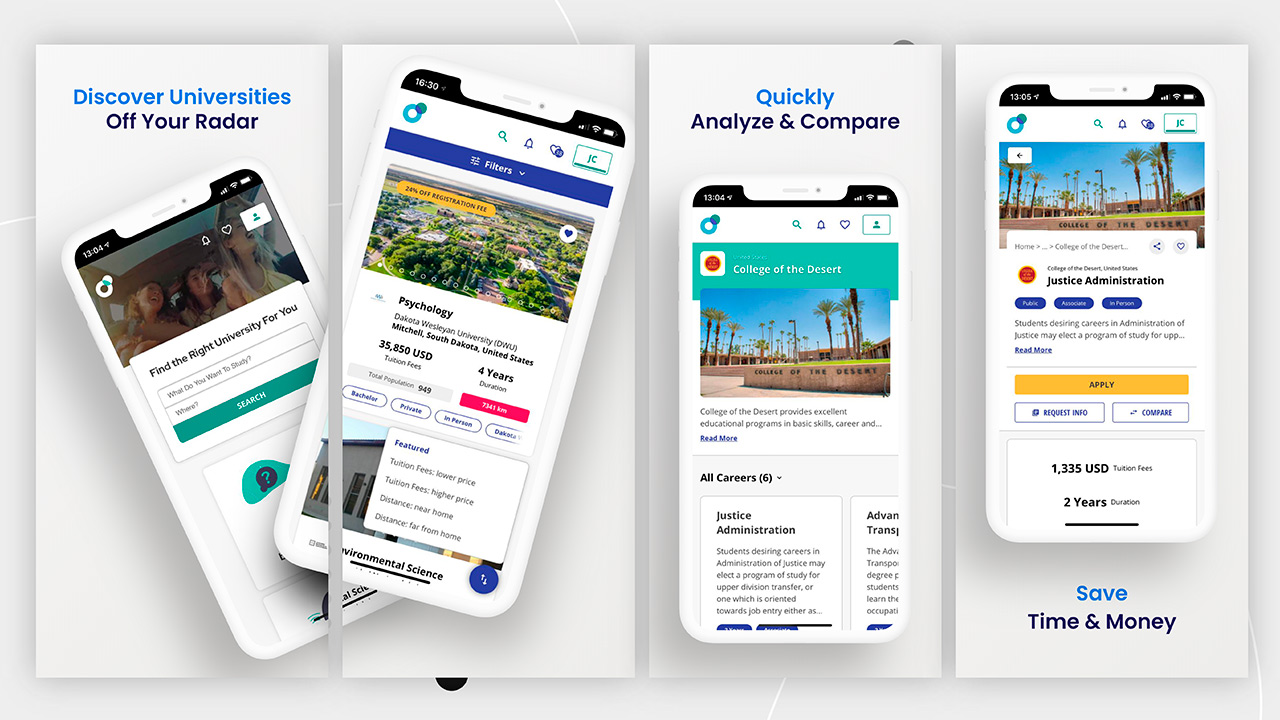 Discover Universities
Off Your Radar
13:04
Find the Right University For You
What Do You Want To Study?
Where?
SEARCH
?
16:30
JC
Filters
24% OFF REGISTRATION FEE
Psychology
Dakota Wesleyan University (DWU)
Mitchell, South Dakota, United States
35,850 USD
Tuition Fees
4 Years
Duration
Total Population 949
7341 km
Bachelor
Private
In Person
Dakota
Featured
Tuition Fees: lower price
Tuition Fees: higher price
Distance: near home
Distance: far from home
vironmental Science
Quickly
Analyze & Compare
13:04
United States
College of the Desert
COLLEGE OF THE DESERT
College of the Desert provides excellent
educational programs in basic skills, career and...
Read More
All Careers (6)
Justice
Administration
Students desiring careers in
Administration of Justice may
elect a program of study for
upper division transfer, or
one which is oriented
towards job entry either as...
Advan
Transp
The Adva
Transpor
degree p
students
learn the
occupati
13:05
JC
COLLEGE OF THE DESERT
Home > ... > College of the Desert...
College of the Desert, United States
Justice Administration
Public
Associate
In Person
Students desiring careers in Administration of
Justice may elect a program of study for upp...
Read More
APPLY
REQUEST INFO
COMPARE
1,335 USD Tuition Fees
2 Years Duration
Save
Time & Money